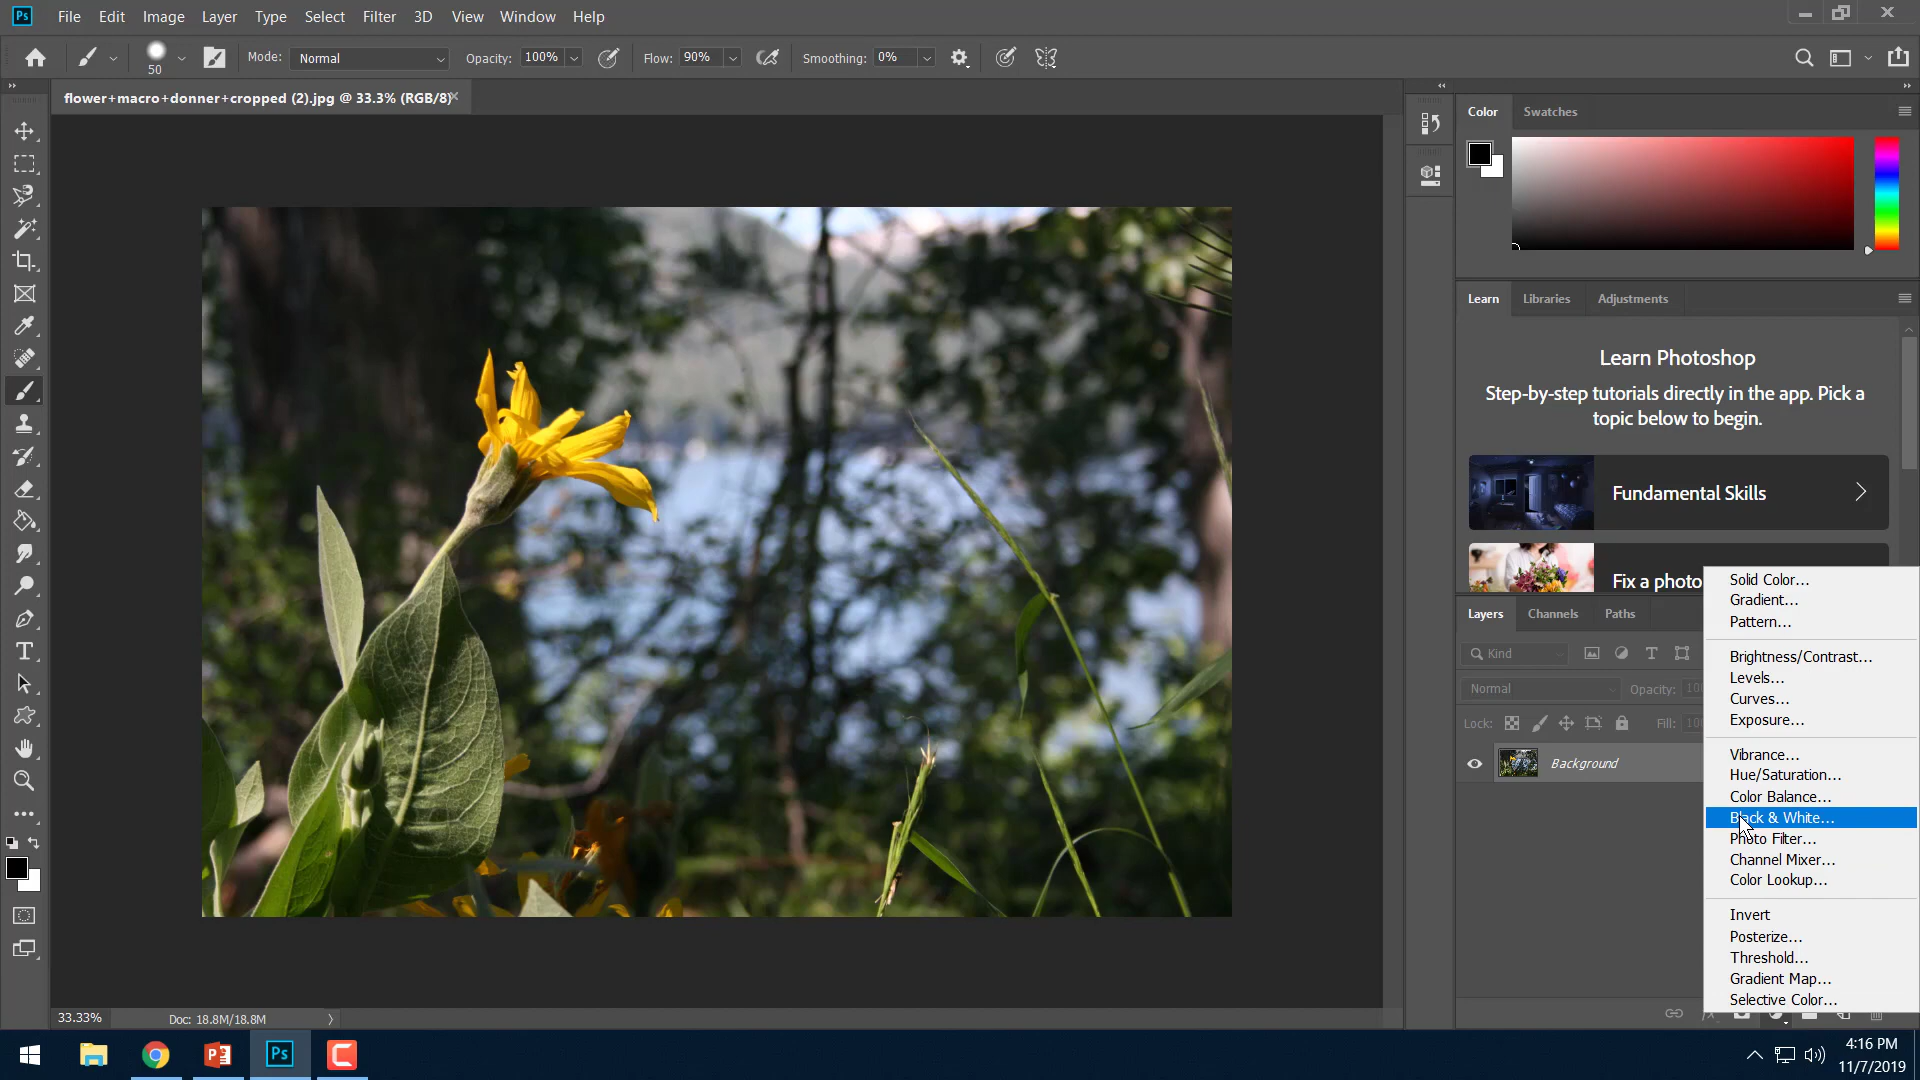 Ps File Edit Image Layer Type Select Filter 3D View Window Help
50 Mode: Normal Opacity: 100% Flow: 90% Smoothing: 0%
flower+macro+donner+cropped (2).jpg @ 33.3% (RGB/8)
Color Swatches
Learn Libraries Adjustments
Learn Photoshop
Step-by-step tutorials directly in the app. Pick a
topic below to begin.
Fundamental Skills
Fix a photo
Layers Channels Paths
Kind
Normal Opacity:
Lock: Fill:
Background
Solid Color...
Gradient...
Pattern...
Brightness/Contrast...
Levels...
Curves...
Exposure...
Vibrance...
Hue/Saturation...
Color Balance...
Black & White...
Photo Filter...
Channel Mixer...
Color Lookup...
Invert
Posterize...
Threshold...
Gradient Map...
Selective Color...
33.33% Doc: 18.8M/18.8M
Ps
4:16 PM
11/7/2019